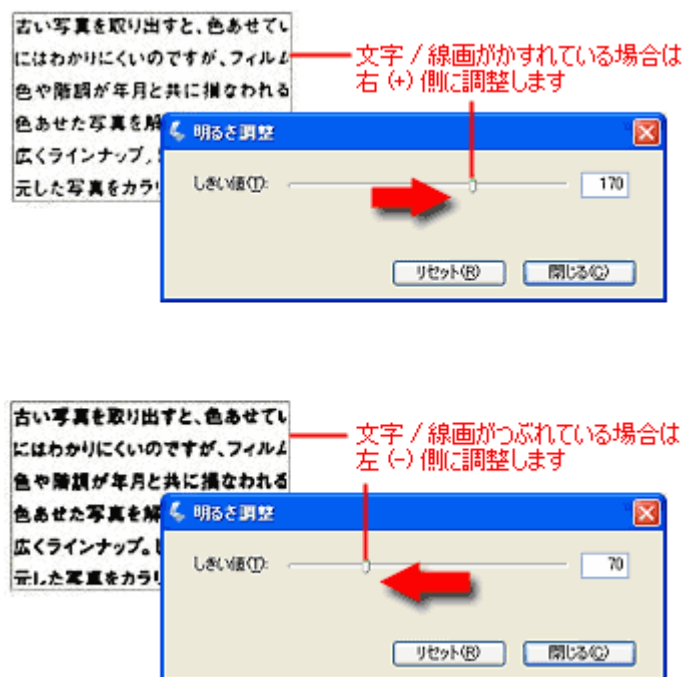 古い写真を取り出すと、色あせてい
にはわかりにくいのですが、フィルム
色や階調が年月と共に損なわれる
色あせた写真を解
広くラインナップ。
元した写真をカラリ
文字 / 線画がかすれている場合は
右 (+) 側に調整します
明るさ調整
しきい値(T):
170
リセット(R)
閉じる(C)
古い写真を取り出すと、色あせてい
にはわかりにくいのですが、フィルム
色や階調が年月と共に損なわれる
色あせた写真を解
広くラインナップ。
元した写真をカラリ
文字 / 線画がつぶれている場合は
左 (-) 側に調整します
明るさ調整
しきい値(T):
70
リセット(R)
閉じる(C)